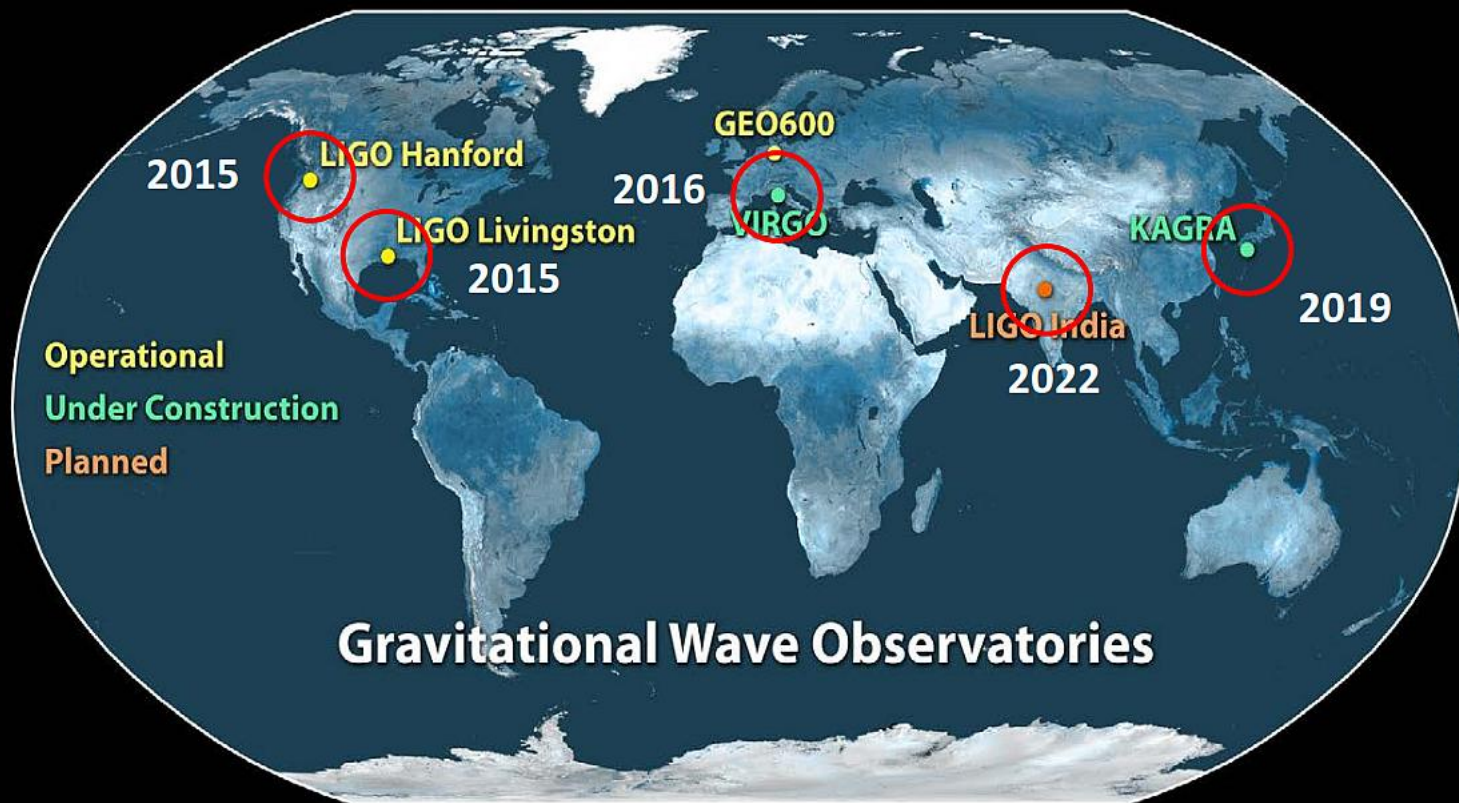 GEO600
LIGO Hanford
2015
2016
VIRGO
LIGO Livingston
2015
KAGRA
2019
LIGO India
2022
Operational
Under Construction
Planned
Gravitational Wave Observatories